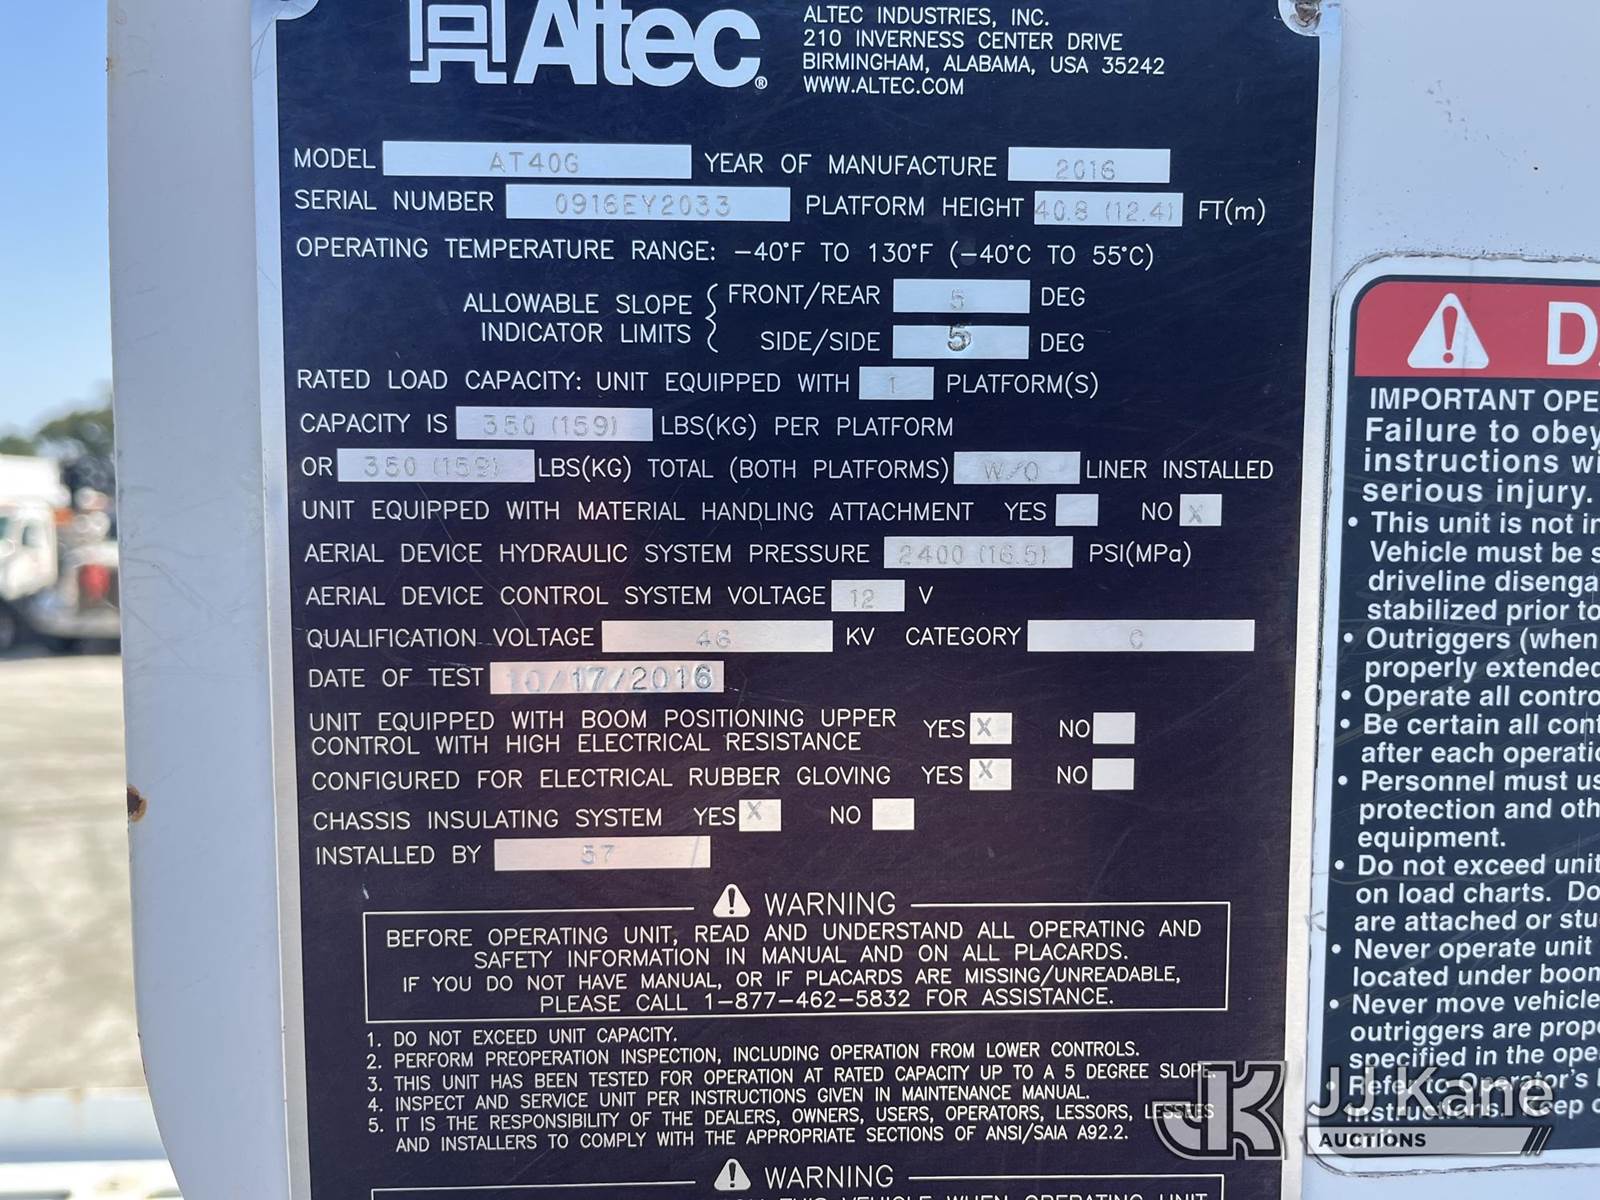 Altec®
ALTEC INDUSTRIES, INC.
210 INVERNESS CENTER DRIVE
BIRMINGHAM, ALABAMA, USA 35242
WWW.ALTEC.COM
MODEL AT40G YEAR OF MANUFACTURE 2016
SERIAL NUMBER 0916EY2033 PLATFORM HEIGHT 40.8 (12.4) FT(m)
OPERATING TEMPERATURE RANGE: -40°F TO 130°F (-40°C TO 55°C)
ALLOWABLE SLOPE INDICATOR LIMITS
FRONT/REAR 5 DEG
SIDE/SIDE 5 DEG
RATED LOAD CAPACITY: UNIT EQUIPPED WITH 1 PLATFORM(S)
CAPACITY IS 350 (159) LBS(KG) PER PLATFORM
OR 350 (159) LBS(KG) TOTAL (BOTH PLATFORMS) W/O LINER INSTALLED
UNIT EQUIPPED WITH MATERIAL HANDLING ATTACHMENT YES NO X
AERIAL DEVICE HYDRAULIC SYSTEM PRESSURE 2400 (16.5) PSI(MPa)
AERIAL DEVICE CONTROL SYSTEM VOLTAGE 12 V
QUALIFICATION VOLTAGE 46 KV CATEGORY C
DATE OF TEST 10/17/2016
UNIT EQUIPPED WITH BOOM POSITIONING UPPER
CONTROL WITH HIGH ELECTRICAL RESISTANCE YES X NO
CONFIGURED FOR ELECTRICAL RUBBER GLOVING YES X NO
CHASSIS INSULATING SYSTEM YES X NO
INSTALLED BY 57
WARNING
BEFORE OPERATING UNIT, READ AND UNDERSTAND ALL OPERATING AND
SAFETY INFORMATION IN MANUAL AND ON ALL PLACARDS.
IF YOU DO NOT HAVE MANUAL, OR IF PLACARDS ARE MISSING/UNREADABLE,
PLEASE CALL 1-877-462-5832 FOR ASSISTANCE.
1. DO NOT EXCEED UNIT CAPACITY.
2. PERFORM PREOPERATION INSPECTION, INCLUDING OPERATION FROM LOWER CONTROLS.
3. THIS UNIT HAS BEEN TESTED FOR OPERATION AT RATED CAPACITY UP TO A 5 DEGREE SLOPE.
4. INSPECT AND SERVICE UNIT PER INSTRUCTIONS GIVEN IN MAINTENANCE MANUAL.
5. IT IS THE RESPONSIBILITY OF THE DEALERS, OWNERS, USERS, OPERATORS, LESSORS, LESSEES
AND INSTALLERS TO COMPLY WITH THE APPROPRIATE SECTIONS OF ANSI/SAIA A92.2.
WARNING
THIS VEHICLE WHEN OPERATING UNIT
IMPORTANT OPE
Failure to obey
instructions wi
serious injury.
• This unit is not in
Vehicle must be s
driveline disenga
stabilized prior to
• Outriggers (when
properly extended
• Operate all contro
• Be certain all cont
after each operatio
• Personnel must us
protection and oth
equipment.
• Do not exceed unit
on load charts. Do
are attached or stu
• Never operate unit
located under boom
• Never move vehicle
outriggers are prope
specified in the ope
• Refer to Operator's
Instructions. Keep
JJ Kane
AUCTIONS